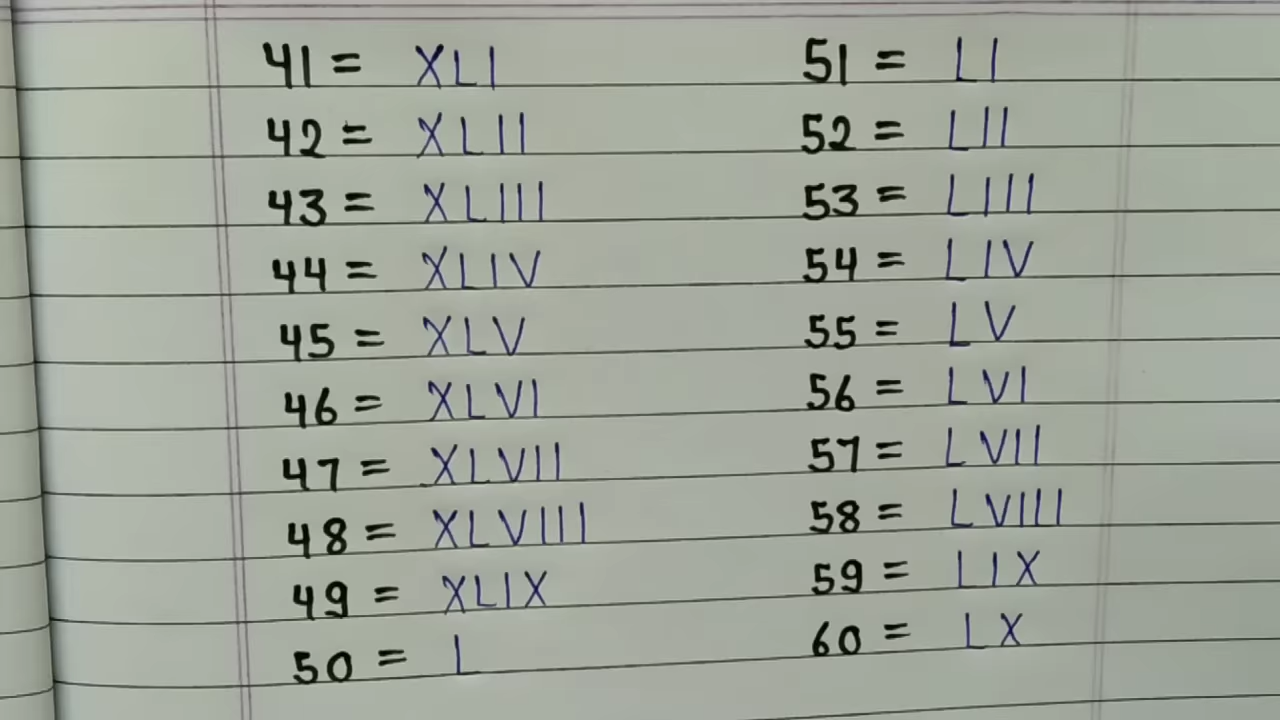 41 = XLI
42 = XLII
43 = XLIII
44 = XLIV
45 = XLV
46 = XLVI
47 = XLVII
48 = XLVIII
49 = XLIX
50 = L
51 = LI
52 = LII
53 = LIII
54 = LIV
55 = LV
56 = LVI
57 = LVII
58 = LVIII
59 = LIX
60 = LX